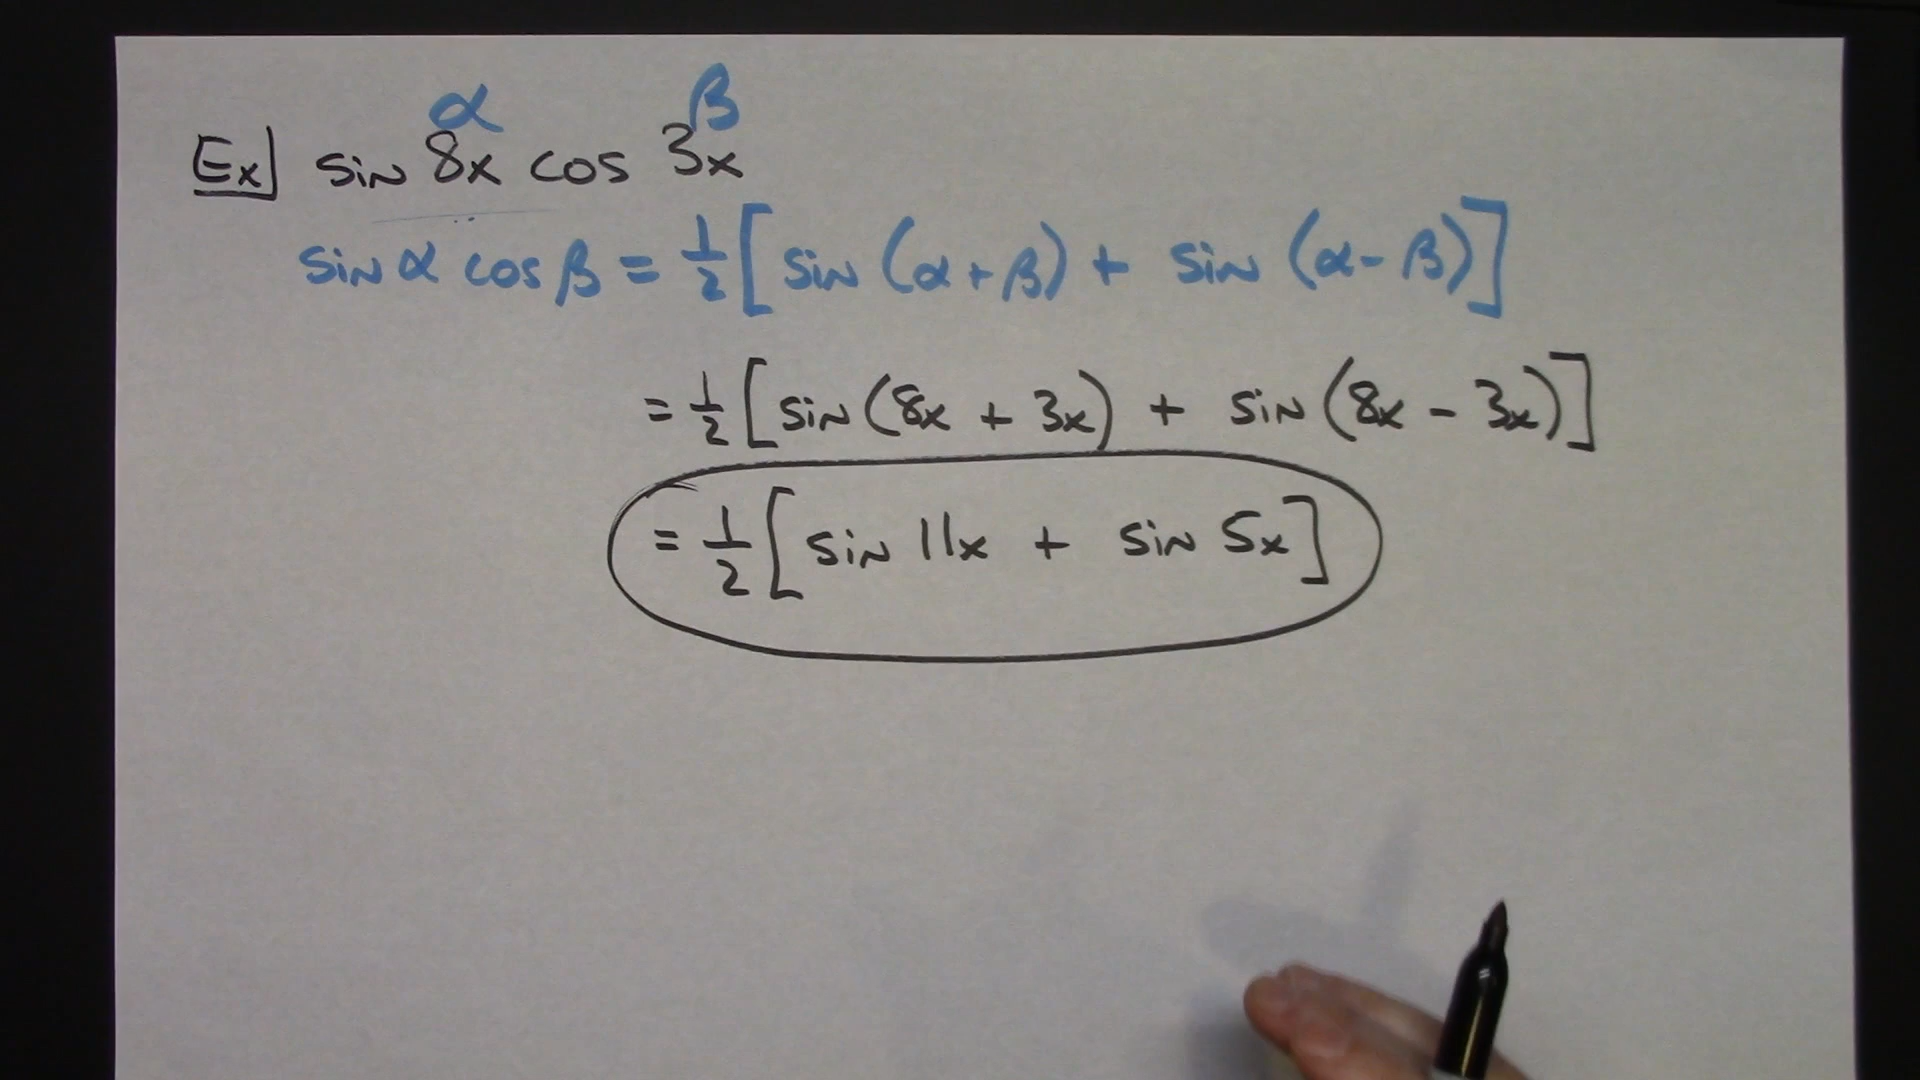 α β
Ex] sin 8x cos 3x
sin α cos β = 1/2 [sin (α + β) + sin (α - β)]
= 1/2 [sin (8x + 3x) + sin (8x - 3x)]
= 1/2 [sin 11x + sin 5x]